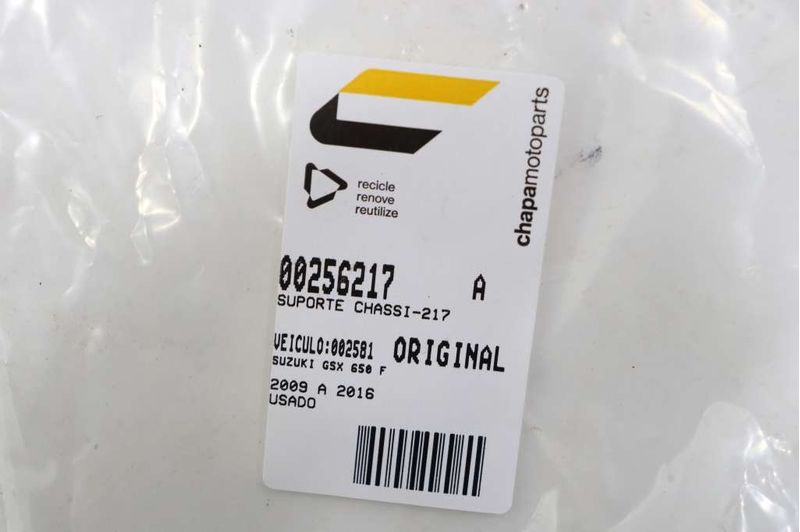 chapamotoparts
recicle
renove
reutilize
00256217 A
SUPORTE CHASSI-217
VEICULO:002581 ORIGINAL
SUZUKI GSX 650 F
2009 A 2016
USADO